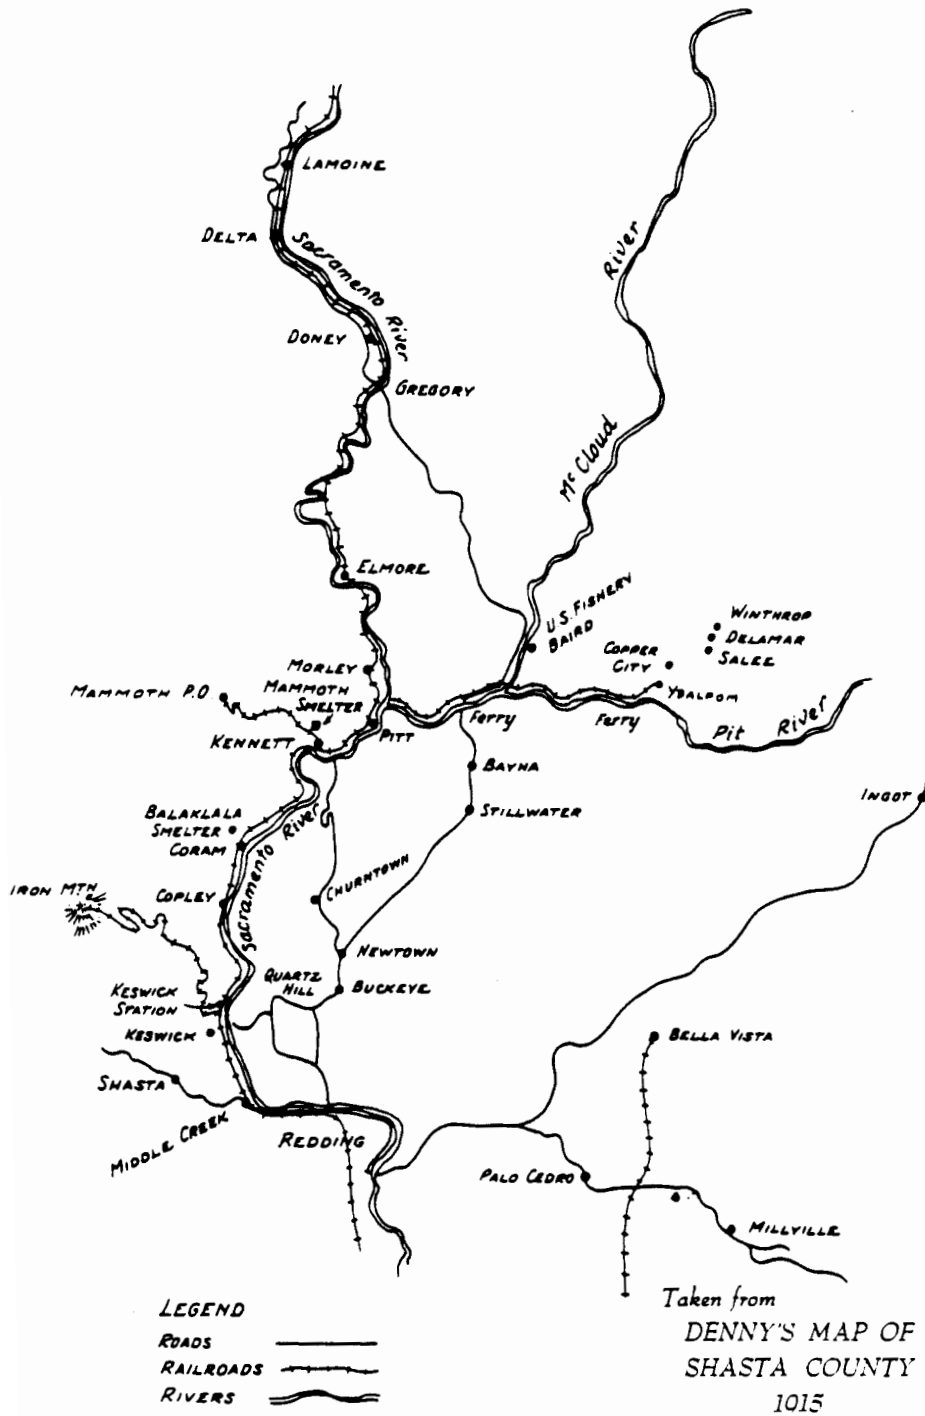 LAMOINE
DELTA
Sacramento River
DONEY
GREGORY
River
McCloud
ELMORE
U.S. FISHERY
BAIRD
WINTHROP
DELAMAR
SALEE
COPPER
CITY
YDALPOM
MORLEY
MAMMOTH
SMELTER
MAMMOTH P.O.
PITT
Ferry
Ferry
Pit River
KENNETT
BAYHA
STILLWATER
INGOT
BALAKLALA
SMELTER
CORAM
Sacramento River
CHURNTOWN
IRON MTN.
MIN.
COPLEY
NEWTOWN
QUARTZ
HILL
BUCKEYE
KESWICK
STATION
KESWICK
BELLA VISTA
SHASTA
MIDDLE CREEK
REDDING
PALO CEDRO
MILLVILLE
LEGEND
ROADS
RAILROADS
RIVERS
Taken from
DENNY'S MAP OF
SHASTA COUNTY
1915